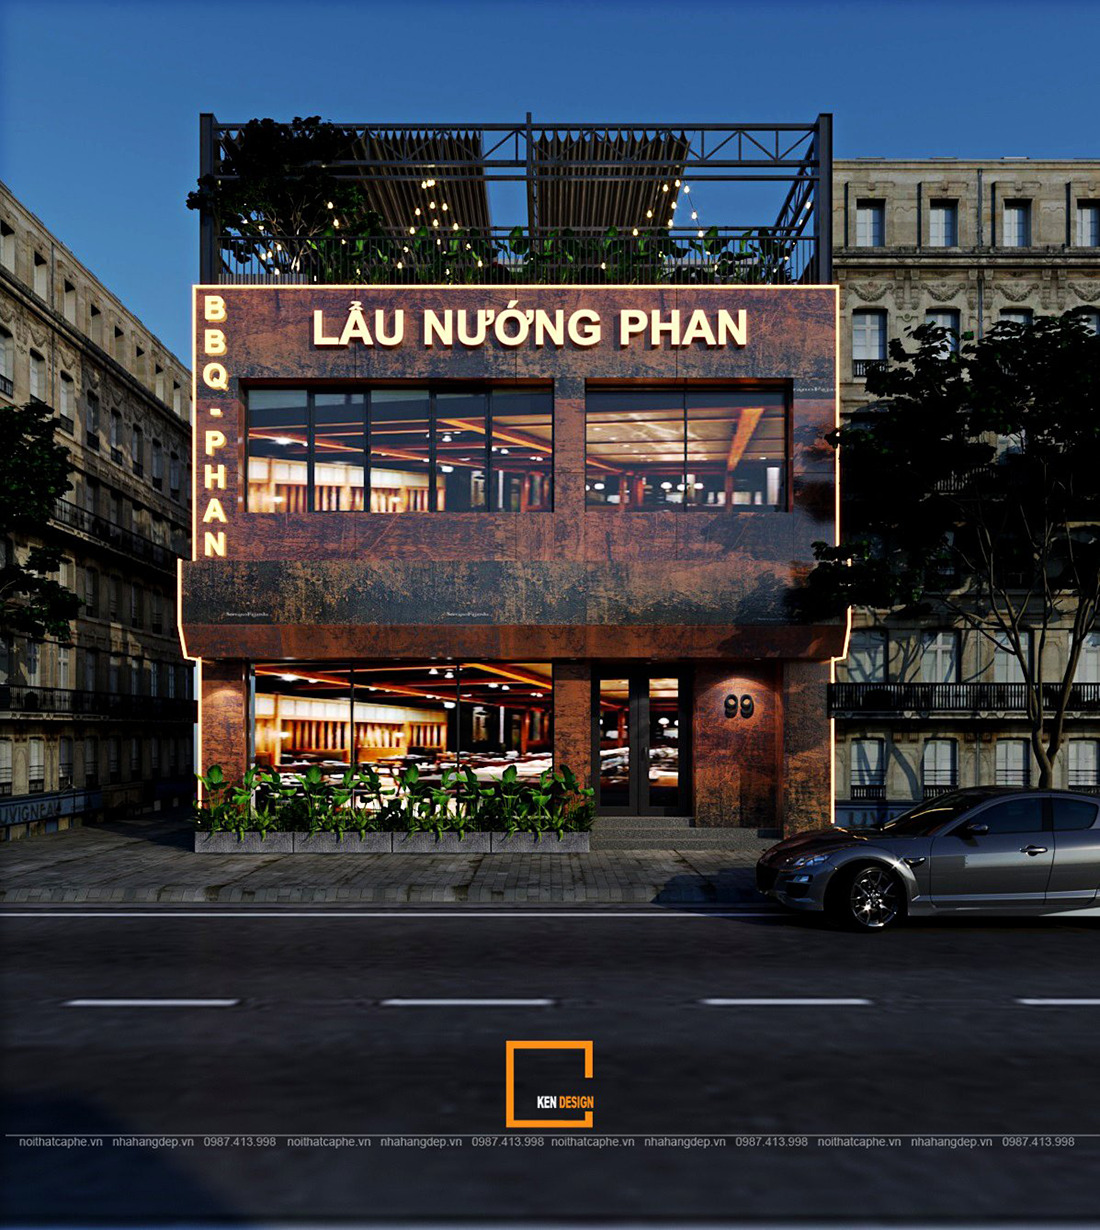 LẨU NƯỚNG PHAN
BBQ - PHAN
99
UVIGNEAU
KEN DESIGN
noithatcaphe.vn nhahangdep.vn 0987.413.998 noithatcaphe.vn nhahangdep.vn 0987.413.998 noithatcaphe.vn nhahangdep.vn 0987.413.998 noithatcaphe.vn nhahangdep.vn 0987.413.998